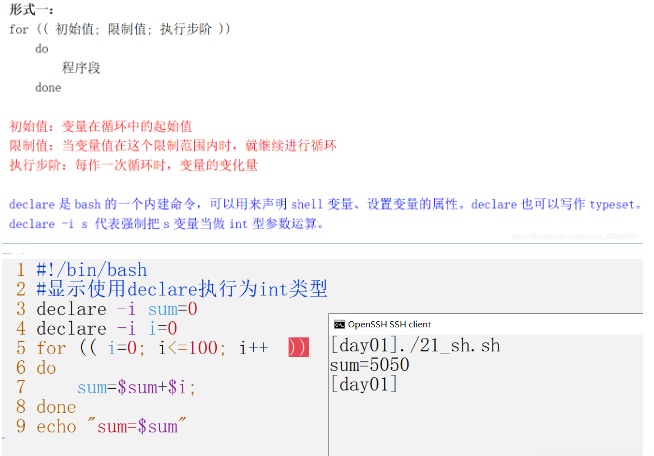 形式一：
for (( 初始值; 限制值; 执行步阶 ))
do
程序段
done
初始值：变量在循环中的起始值
限制值：当变量值在这个限制范围内时，就继续进行循环
执行步阶：每作一次循环时，变量的变化量
declare 是 bash 的一个内建命令，可以用来声明 shell 变量、设置变量的属性。declare 也可以写作 typeset。
declare -i s 代表强制把 s 变量当做 int 型参数运算。
1 #!/bin/bash
2 #显示使用declare执行为int类型
3 declare -i sum=0
4 declare -i i=0
5 for (( i=0; i<=100; i++ ))
6 do
7 sum=$sum+$i;
8 done
9 echo "sum=$sum"
OpenSSH SSH client
[day01]./21_sh.sh
sum=5050
[day01]